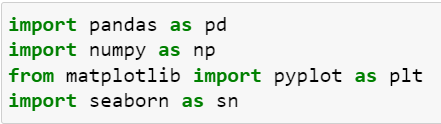 import pandas as pd
import numpy as np
from matplotlib import pyplot as plt
import seaborn as sn